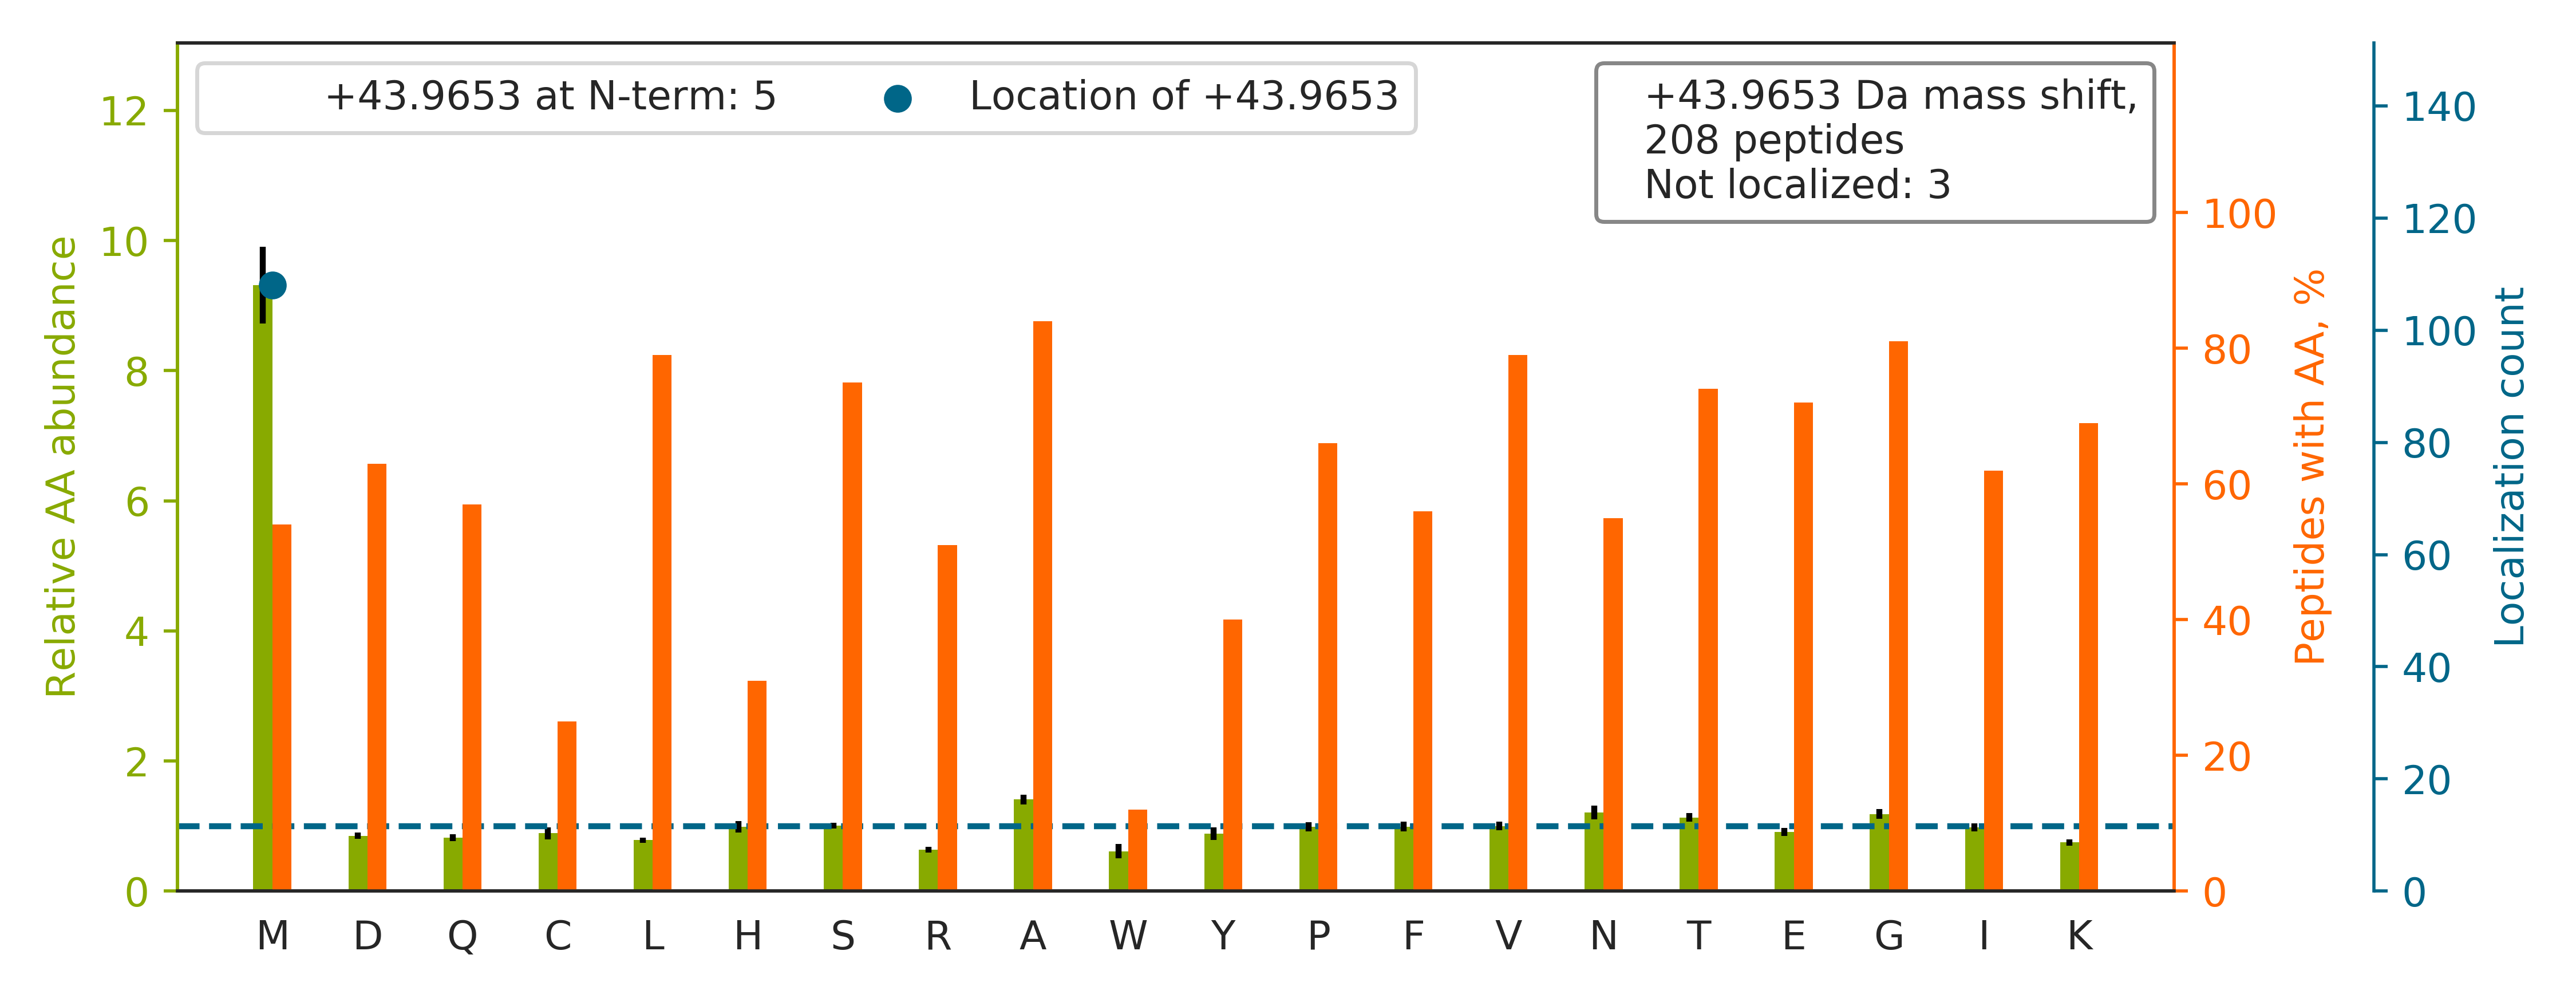 +43.9653 at N-term: 5
Location of +43.9653
+43.9653 Da mass shift,
208 peptides
Not localized: 3
Relative AA abundance
12
10
8
6
4
2
0
M D Q C L H S R A W Y P F V N T E G I K
100
80
60
40
20
0
Peptides with AA, %
140
120
100
80
60
40
20
0
Localization count